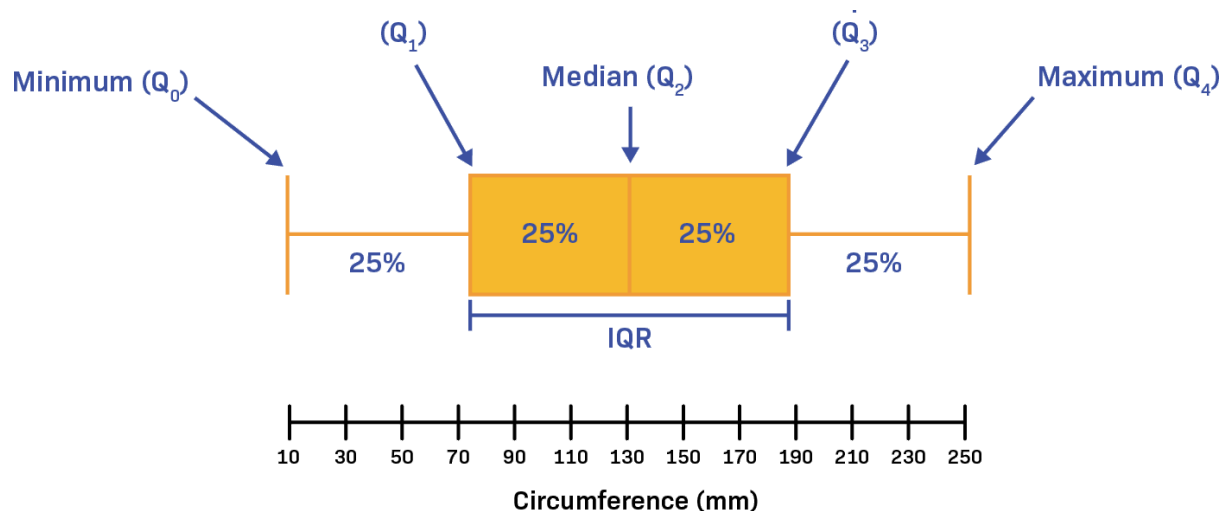 (Q₁)
(Q₃)
Minimum (Q₀)
Median (Q₂)
Maximum (Q₄)
25%
25%
25%
25%
IQR
10 30 50 70 90 110 130 150 170 190 210 230 250
Circumference (mm)